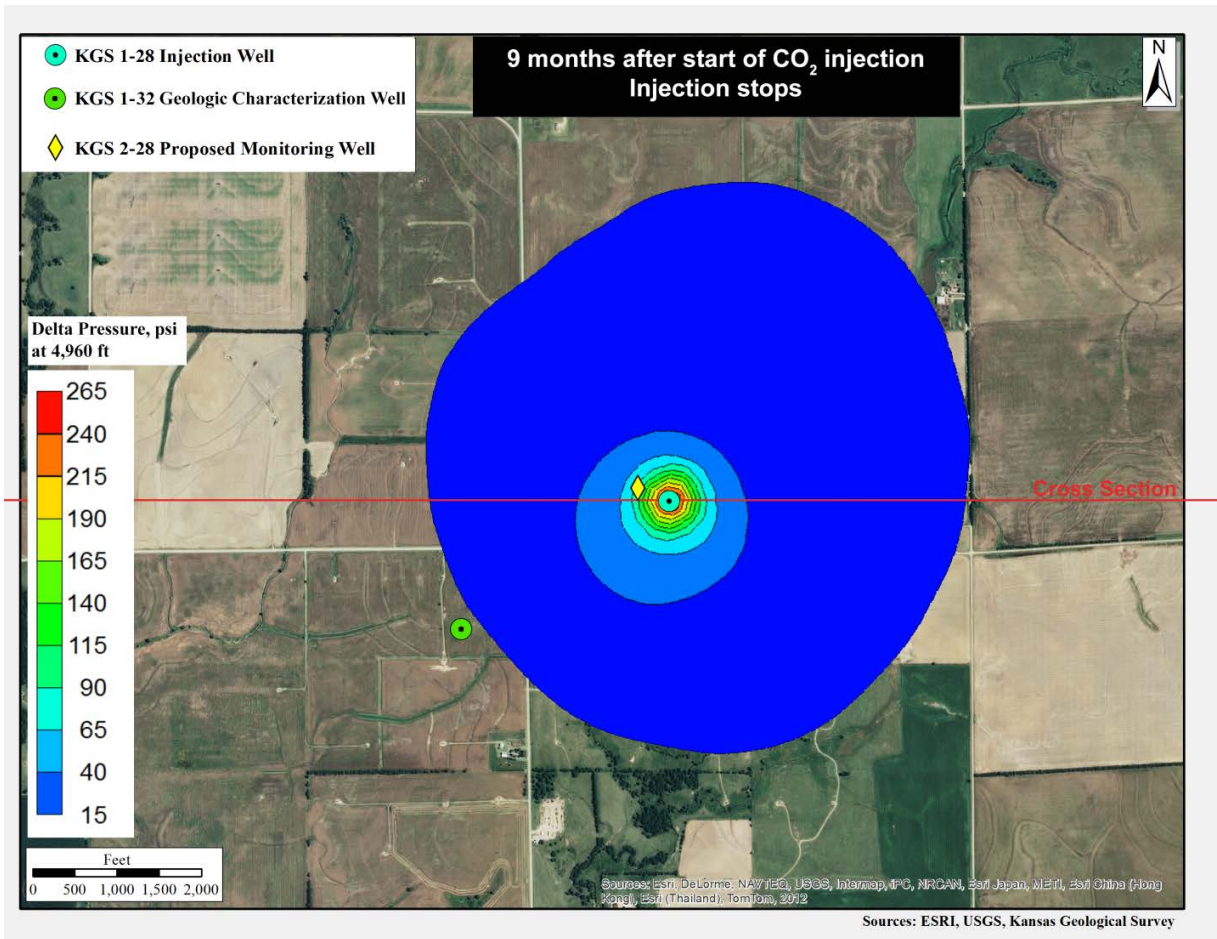 KGS 1-28 Injection Well
KGS 1-32 Geologic Characterization Well
KGS 2-28 Proposed Monitoring Well
9 months after start of CO₂ injection
Injection stops
N
Delta Pressure, psi
at 4,960 ft
265
240
215
190
165
140
115
90
65
40
15
Cross Section
Feet
0 500 1,000 1,500 2,000
Sources: Esri, DeLorme, NAVTEQ, USGS, Intermap, iPC, NRCAN, Esri Japan, METI, Esri China (Hong
Kong), Esri (Thailand), TomTom, 2012
Sources: ESRI, USGS, Kansas Geological Survey